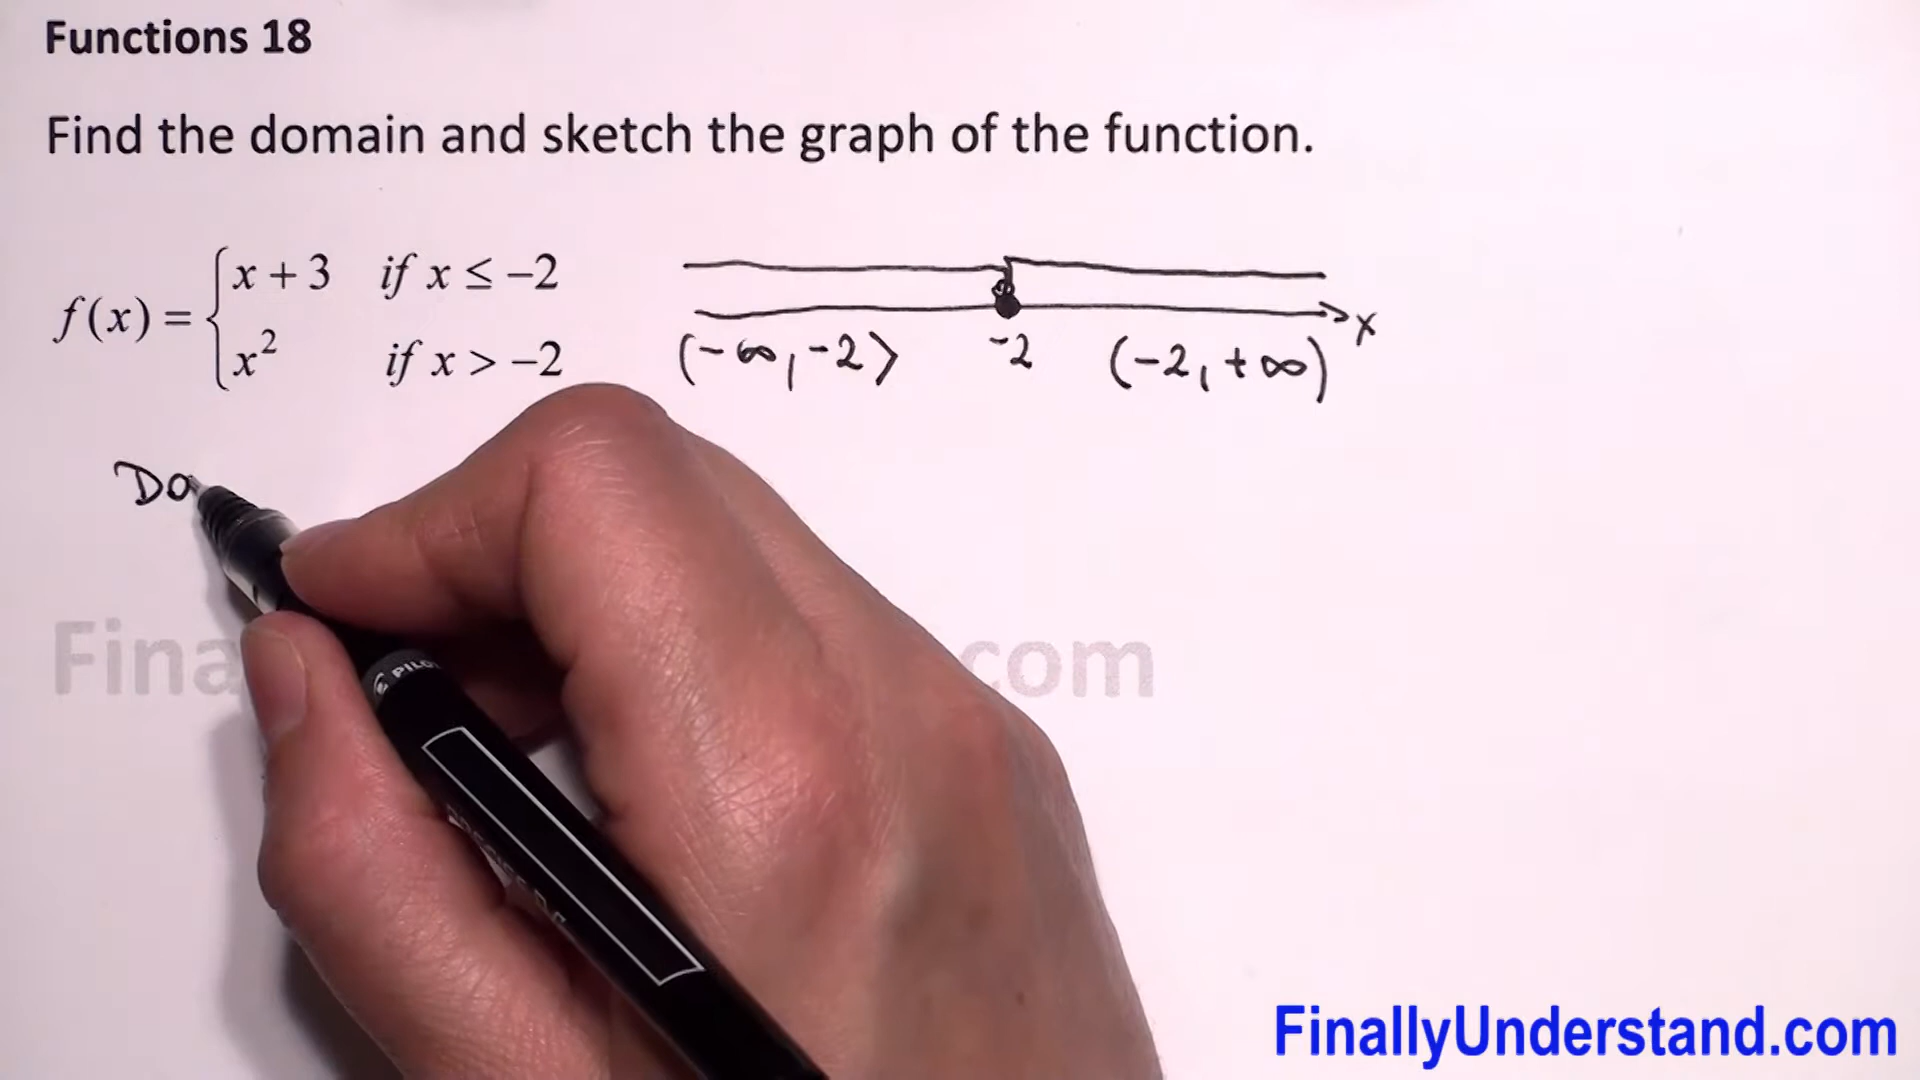 Functions 18
Find the domain and sketch the graph of the function.
f(x) = { x + 3 if x ≤ −2
x² if x > −2
x
(-∞, -2⟩ -2 (-2, +∞)
Do
PILO
FinallyUnderstand.com